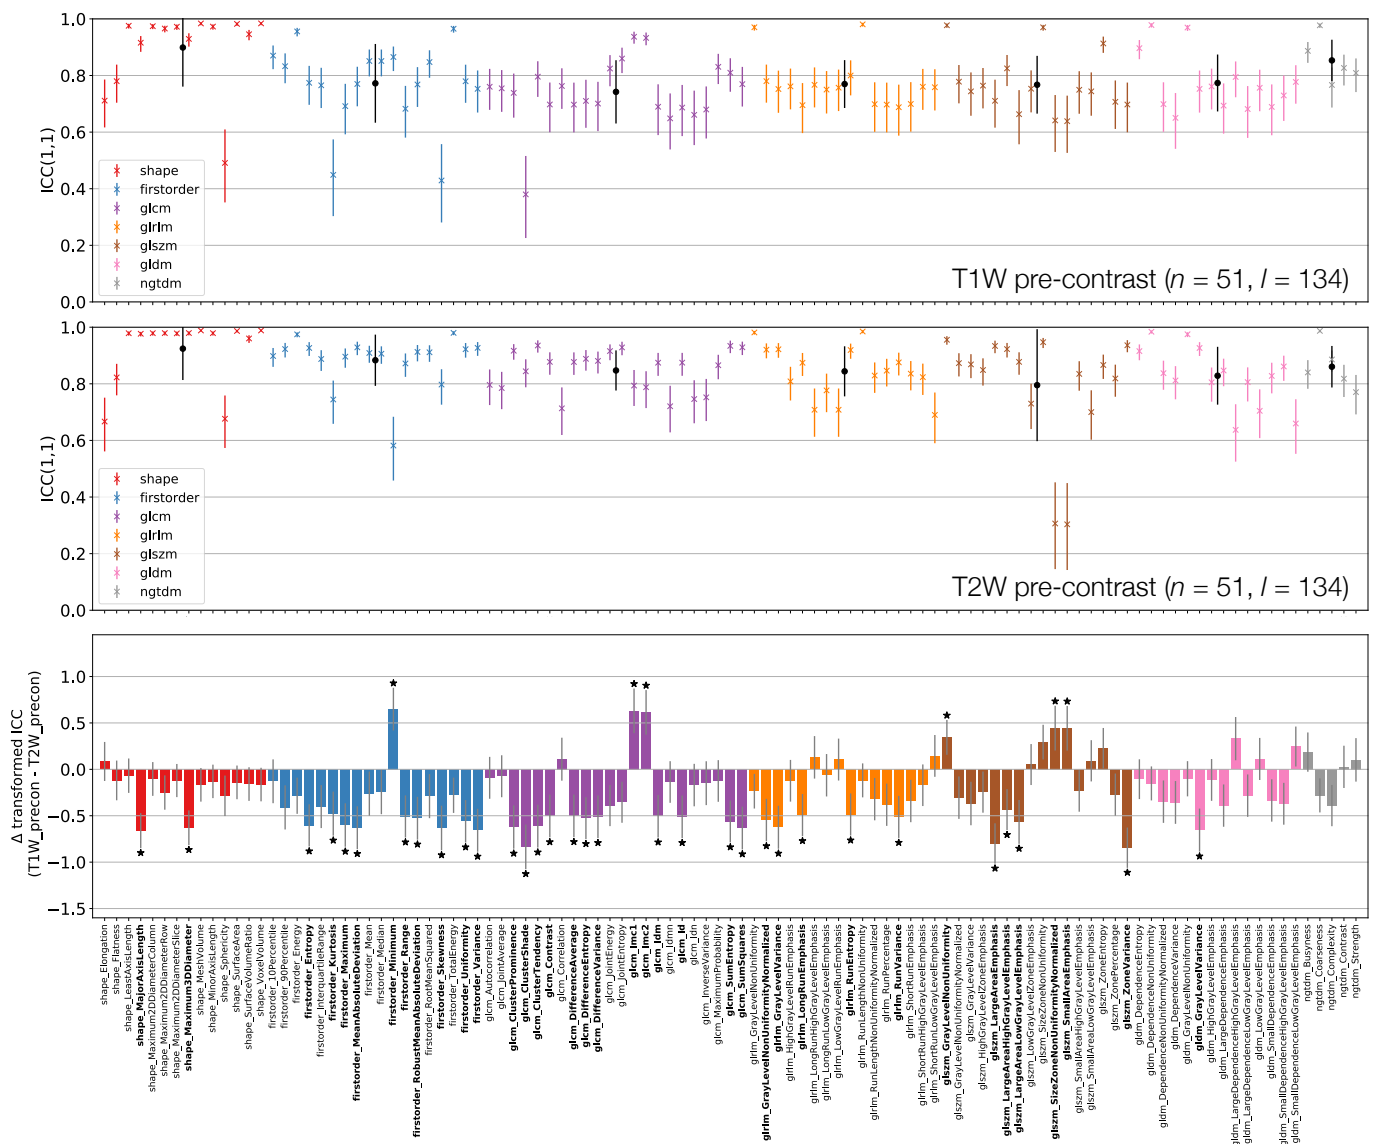 1.0
0.8
0.6
0.4
0.2
0.0
ICC(1,1)
shape
firstorder
glcm
glrlm
glszm
gldm
ngtdm
T1W pre-contrast (n = 51, l = 134)
1.0
0.8
0.6
0.4
0.2
0.0
ICC(1,1)
shape
firstorder
glcm
glrlm
glszm
gldm
ngtdm
T2W pre-contrast (n = 51, l = 134)
1.0
0.5
0.0
−0.5
−1.0
−1.5
Δ transformed ICC
(T1W_precon - T2W_precon)
shape_Elongation
shape_Flatness
shape_LeastAxisLength
shape_MajorAxisLength
shape_Maximum2DDiameterColumn
shape_Maximum2DDiameterRow
shape_Maximum2DDiameterSlice
shape_Maximum3DDiameter
shape_MeshVolume
shape_MinorAxisLength
shape_Sphericity
shape_SurfaceArea
shape_SurfaceVolumeRatio
shape_VoxelVolume
firstorder_10Percentile
firstorder_90Percentile
firstorder_Energy
firstorder_Entropy
firstorder_InterquartileRange
firstorder_Kurtosis
firstorder_Maximum
firstorder_MeanAbsoluteDeviation
firstorder_Mean
firstorder_Median
firstorder_Minimum
firstorder_Range
firstorder_RobustMeanAbsoluteDeviation
firstorder_RootMeanSquared
firstorder_Skewness
firstorder_TotalEnergy
firstorder_Uniformity
firstorder_Variance
glcm_Autocorrelation
glcm_JointAverage
glcm_ClusterProminence
glcm_ClusterShade
glcm_ClusterTendency
glcm_Contrast
glcm_Correlation
glcm_DifferenceAverage
glcm_DifferenceEntropy
glcm_DifferenceVariance
glcm_JointEnergy
glcm_JointEntropy
glcm_Imc1
glcm_Imc2
glcm_Idm
glcm_Idmn
glcm_Id
glcm_Idn
glcm_InverseVariance
glcm_MaximumProbability
glcm_SumEntropy
glcm_SumSquares
glrlm_GrayLevelNonUniformity
glrlm_GrayLevelNonUniformityNormalized
glrlm_GrayLevelVariance
glrlm_HighGrayLevelRunEmphasis
glrlm_LongRunEmphasis
glrlm_LongRunHighGrayLevelEmphasis
glrlm_LongRunLowGrayLevelEmphasis
glrlm_LowGrayLevelRunEmphasis
glrlm_RunEntropy
glrlm_RunLengthNonUniformity
glrlm_RunLengthNonUniformityNormalized
glrlm_RunPercentage
glrlm_RunVariance
glrlm_ShortRunEmphasis
glrlm_ShortRunHighGrayLevelEmphasis
glrlm_ShortRunLowGrayLevelEmphasis
glszm_GrayLevelNonUniformity
glszm_GrayLevelNonUniformityNormalized
glszm_GrayLevelVariance
glszm_HighGrayLevelZoneEmphasis
glszm_LargeAreaEmphasis
glszm_LargeAreaHighGrayLevelEmphasis
glszm_LargeAreaLowGrayLevelEmphasis
glszm_LowGrayLevelZoneEmphasis
glszm_SizeZoneNonUniformity
glszm_SizeZoneNonUniformityNormalized
glszm_SmallAreaEmphasis
glszm_SmallAreaHighGrayLevelEmphasis
glszm_SmallAreaLowGrayLevelEmphasis
glszm_ZoneEntropy
glszm_ZonePercentage
glszm_ZoneVariance
gldm_DependenceEntropy
gldm_DependenceNonUniformity
gldm_DependenceNonUniformityNormalized
gldm_DependenceVariance
gldm_GrayLevelNonUniformity
gldm_GrayLevelVariance
gldm_HighGrayLevelEmphasis
gldm_LargeDependenceEmphasis
gldm_LargeDependenceHighGrayLevelEmphasis
gldm_LargeDependenceLowGrayLevelEmphasis
gldm_LowGrayLevelEmphasis
gldm_SmallDependenceEmphasis
gldm_SmallDependenceHighGrayLevelEmphasis
gldm_SmallDependenceLowGrayLevelEmphasis
ngtdm_Busyness
ngtdm_Coarseness
ngtdm_Complexity
ngtdm_Contrast
ngtdm_Strength